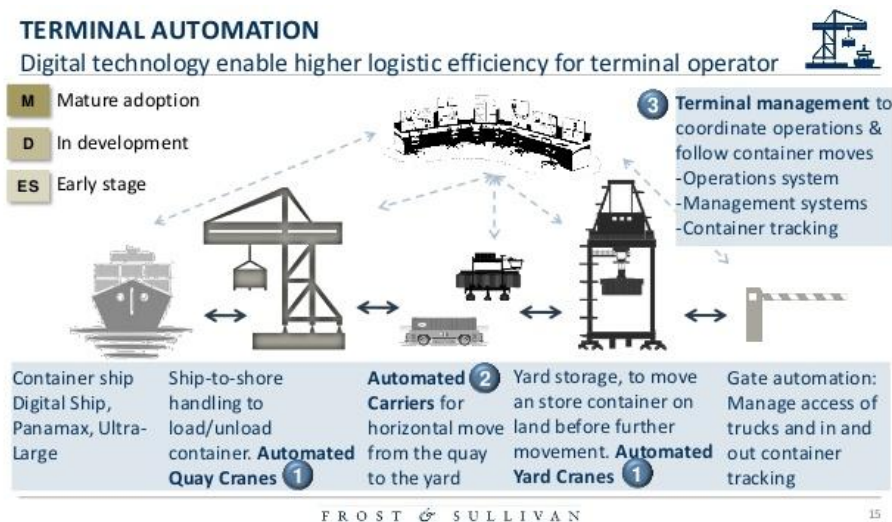 TERMINAL AUTOMATION
Digital technology enable higher logistic efficiency for terminal operator
M Mature adoption
D In development
ES Early stage
3 Terminal management to
coordinate operations &
follow container moves
-Operations system
-Management systems
-Container tracking
Container ship
Digital Ship,
Panamax, Ultra-
Large
Ship-to-shore
handling to
load/unload
container. Automated
Quay Cranes 1
Automated 2
Carriers for
horizontal move
from the quay
to the yard
Yard storage, to move
an store container on
land before further
movement. Automated
Yard Cranes 1
Gate automation:
Manage access of
trucks and in and
out container
tracking
FROST & SULLIVAN
15